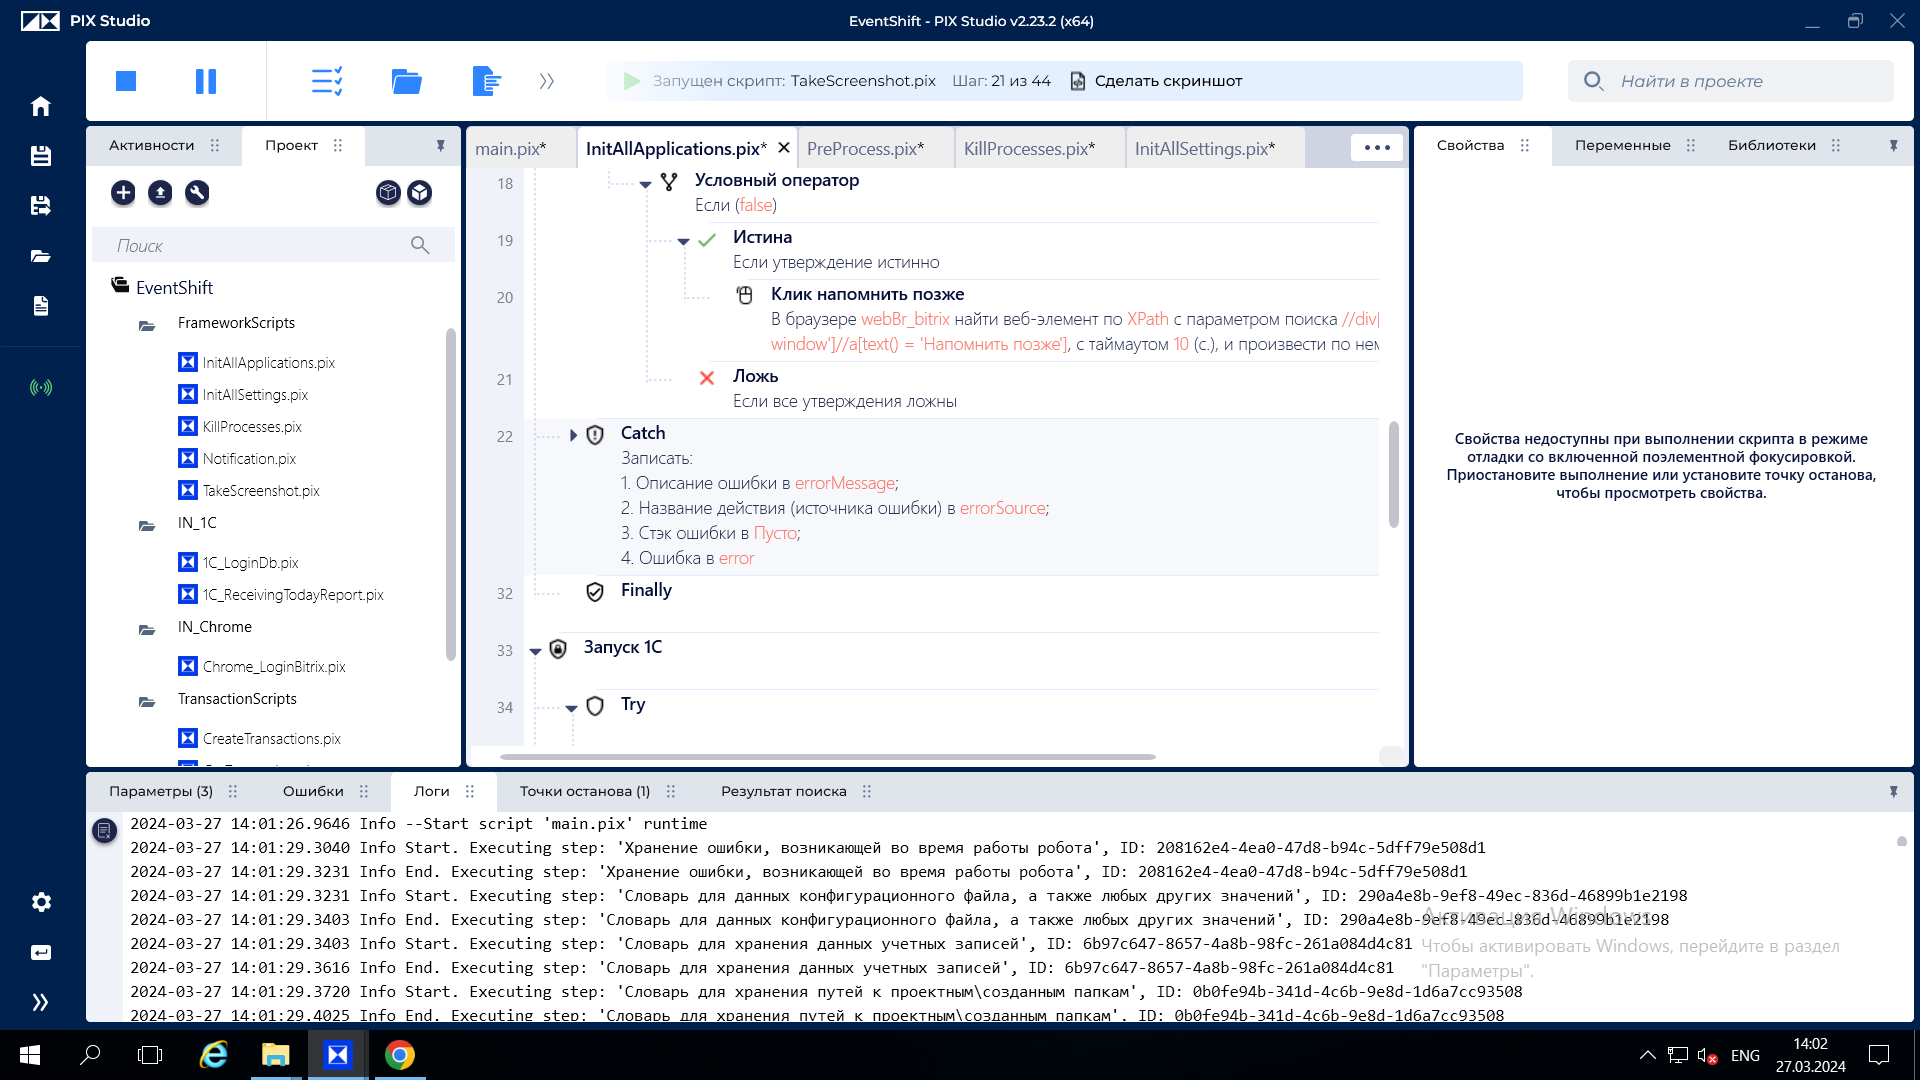 PIX Studio
EventShift - PIX Studio v2.23.2 (x64)
Запущен скрипт: TakeScreenshot.pix Шаг: 21 из 44 Сделать скриншот
Найти в проекте
Активности
Проект
Поиск
EventShift
FrameworkScripts
InitAllApplications.pix
InitAllSettings.pix
KillProcesses.pix
Notification.pix
TakeScreenshot.pix
IN_1C
1C_LoginDb.pix
1C_ReceivingTodayReport.pix
IN_Chrome
Chrome_LoginBitrix.pix
TransactionScripts
CreateTransactions.pix
main.pix*
InitAllApplications.pix*
PreProcess.pix*
KillProcesses.pix*
InitAllSettings.pix*
18 Условный оператор
Если (false)
19 Истина
Если утверждение истинно
20 Клик напомнить позже
В браузере webBr_bitrix найти веб-элемент по XPath с параметром поиска //div[
window']//a[text() = 'Напомнить позже'], с таймаутом 10 (с.), и произвести по нем
21 Ложь
Если все утверждения ложны
22 Catch
Записать:
1. Описание ошибки в errorMessage;
2. Название действия (источника ошибки) в errorSource;
3. Стэк ошибки в Пусто;
4. Ошибка в error
32 Finally
33 Запуск 1С
34 Try
Свойства
Переменные
Библиотеки
Свойства недоступны при выполнении скрипта в режиме
отладки со включенной поэлементной фокусировкой.
Приостановите выполнение или установите точку останова,
чтобы просмотреть свойства.
Параметры (3)
Ошибки
Логи
Точки останова (1)
Результат поиска
2024-03-27 14:01:26.9646 Info --Start script 'main.pix' runtime
2024-03-27 14:01:29.3040 Info Start. Executing step: 'Хранение ошибки, возникающей во время работы робота', ID: 208162e4-4ea0-47d8-b94c-5dff79e508d1
2024-03-27 14:01:29.3231 Info End. Executing step: 'Хранение ошибки, возникающей во время работы робота', ID: 208162e4-4ea0-47d8-b94c-5dff79e508d1
2024-03-27 14:01:29.3231 Info Start. Executing step: 'Словарь для данных конфигурационного файла, а также любых других значений', ID: 290a4e8b-9ef8-49ec-836d-46899b1e2198
2024-03-27 14:01:29.3403 Info End. Executing step: 'Словарь для данных конфигурационного файла, а также любых других значений', ID: 290a4e8b-9ef8-49ec-836d-46899b1e2198
2024-03-27 14:01:29.3403 Info Start. Executing step: 'Словарь для хранения данных учетных записей', ID: 6b97c647-8657-4a8b-98fc-261a084d4c81
2024-03-27 14:01:29.3616 Info End. Executing step: 'Словарь для хранения данных учетных записей', ID: 6b97c647-8657-4a8b-98fc-261a084d4c81
2024-03-27 14:01:29.3720 Info Start. Executing step: 'Словарь для хранения путей к проектным\созданным папкам', ID: 0b0fe94b-341d-4c6b-9e8d-1d6a7cc93508
2024-03-27 14:01:29.4025 Info End. Executing step: 'Словарь для хранения путей к проектным\созданным папкам', ID: 0b0fe94b-341d-4c6b-9e8d-1d6a7cc93508
Активация Windows
Чтобы активировать Windows, перейдите в раздел
"Параметры".
ENG
14:02
27.03.2024